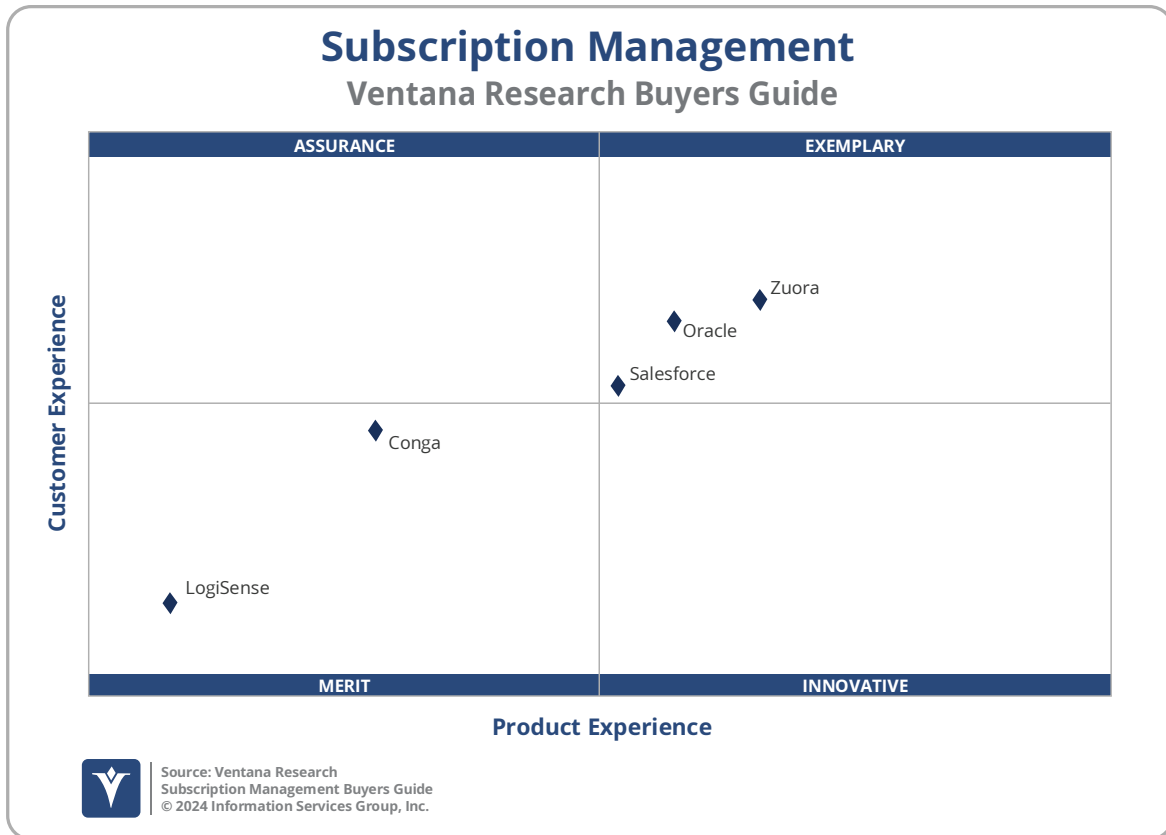 Subscription Management
Ventana Research Buyers Guide
ASSURANCE
EXEMPLARY
Zuora
Oracle
Salesforce
Customer Experience
Conga
LogiSense
MERIT
INNOVATIVE
Product Experience
Source: Ventana Research
Subscription Management Buyers Guide
© 2024 Information Services Group, Inc.